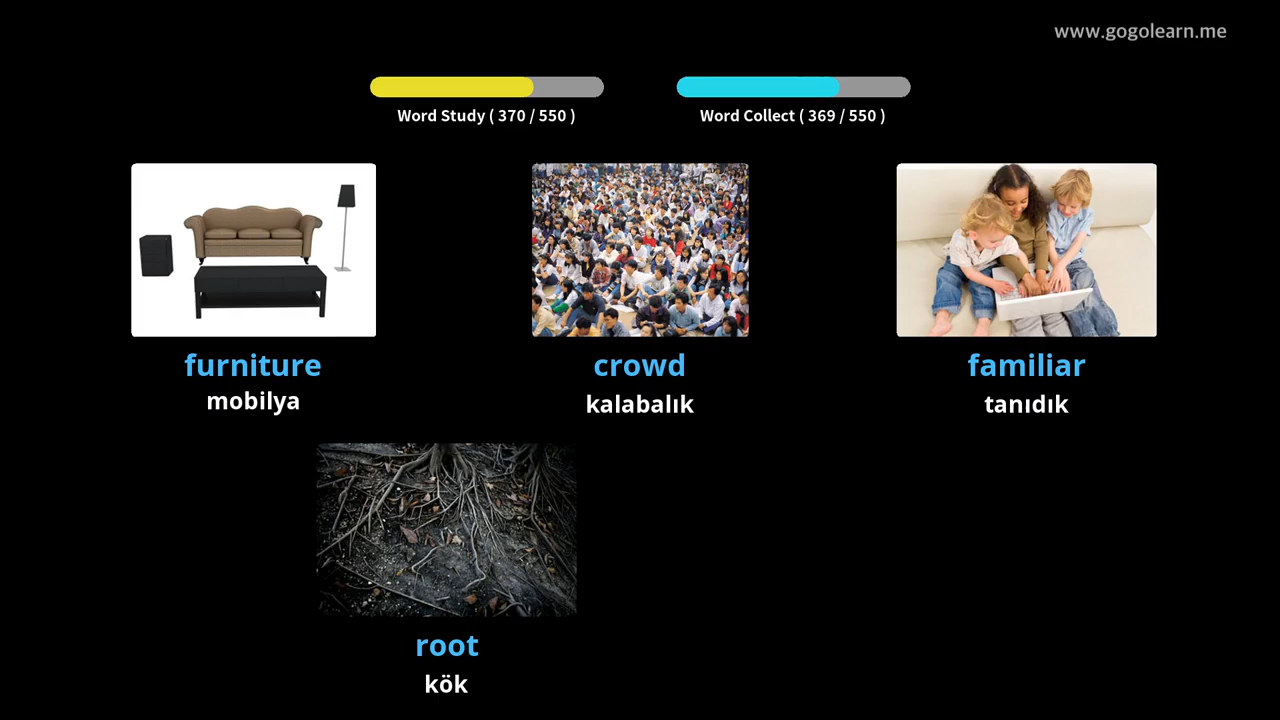 www.gogolearn.me
Word Study ( 370 / 550 )
Word Collect ( 369 / 550 )
furniture
mobilya
crowd
kalabalık
familiar
tanıdık
root
kök